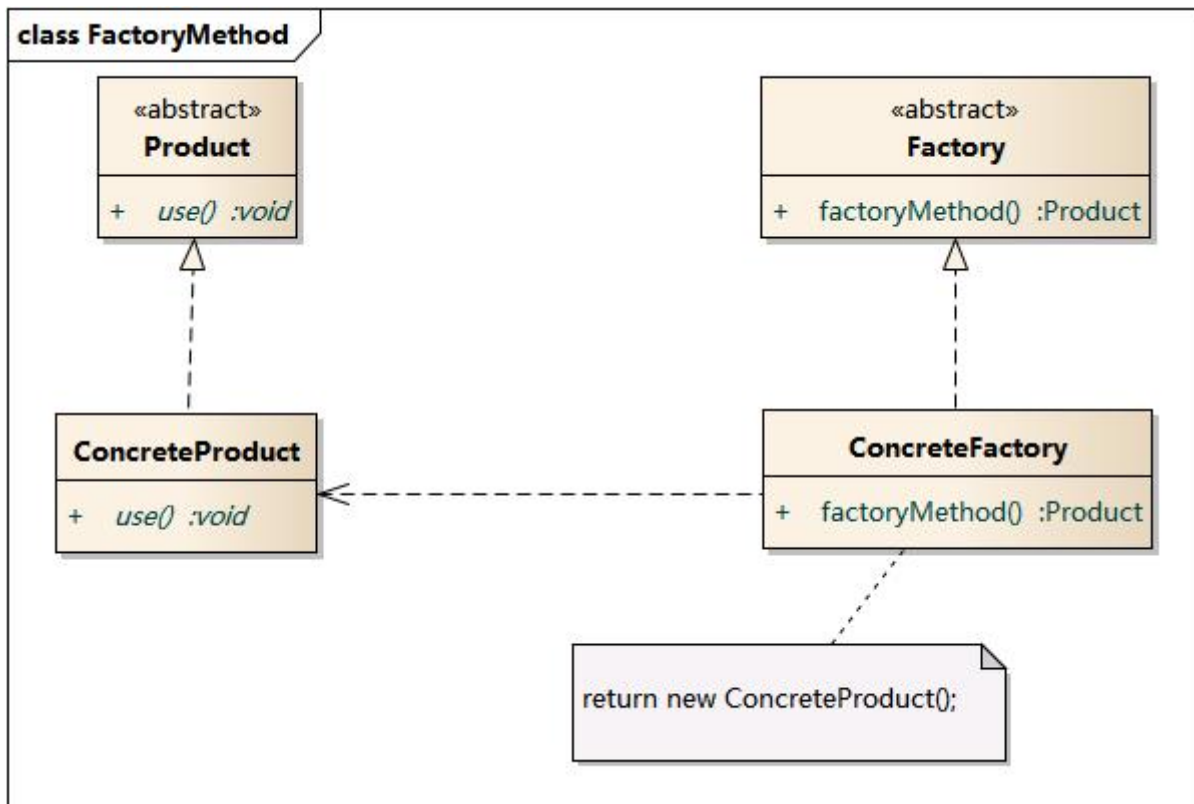 class FactoryMethod
«abstract»
Product
+ use() :void
«abstract»
Factory
+ factoryMethod() :Product
ConcreteProduct
+ use() :void
ConcreteFactory
+ factoryMethod() :Product
return new ConcreteProduct();